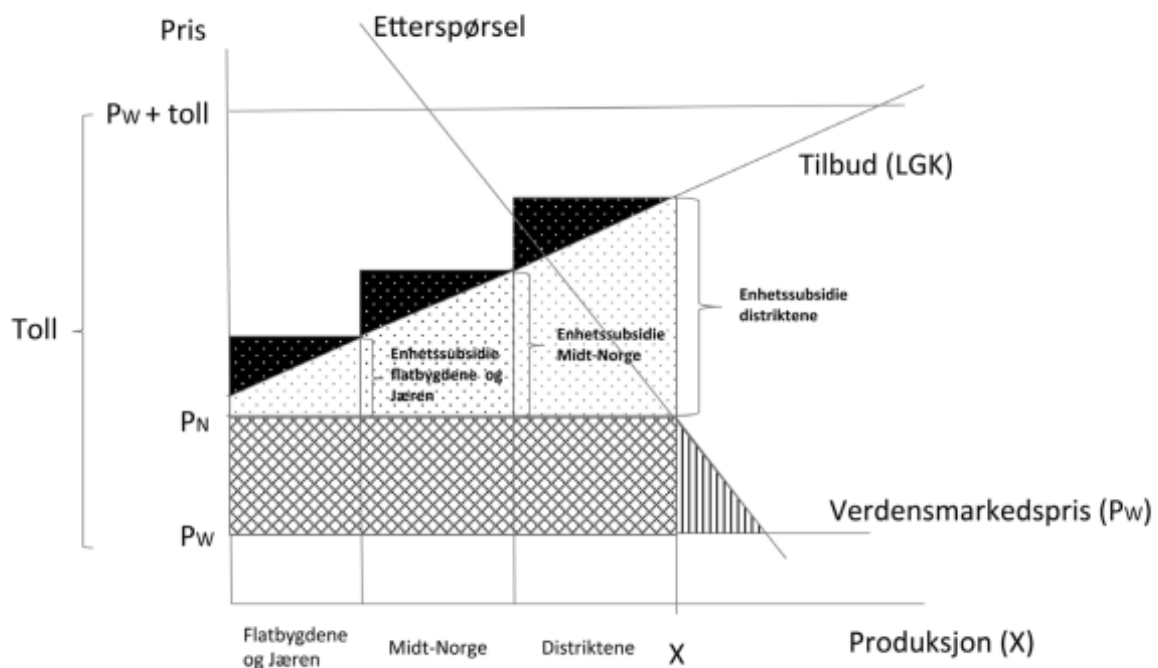 Pris
Etterspørsel
Pw + toll
Tilbud (LGK)
Toll
Enhetssubsidie
distriktene
Enhetssubsidie
Midt-Norge
Enhetssubsidie
flatbygdene og
Jæren
PN
Pw
Verdensmarkedspris (Pw)
Flatbygdene
og Jæren
Midt-Norge
Distriktene
X
Produksjon (X)